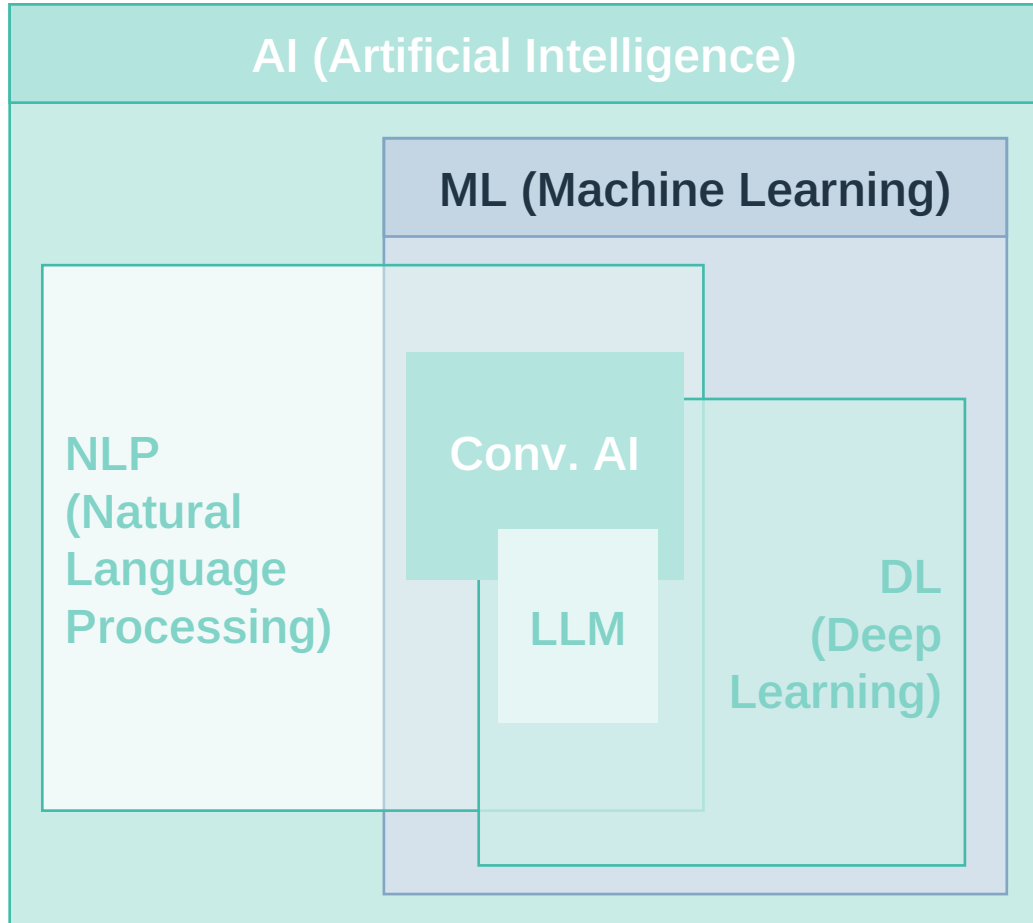 AI (Artificial Intelligence)
ML (Machine Learning)
NLP
(Natural
Language
Processing)
Conv. AI
LLM
DL
(Deep
Learning)